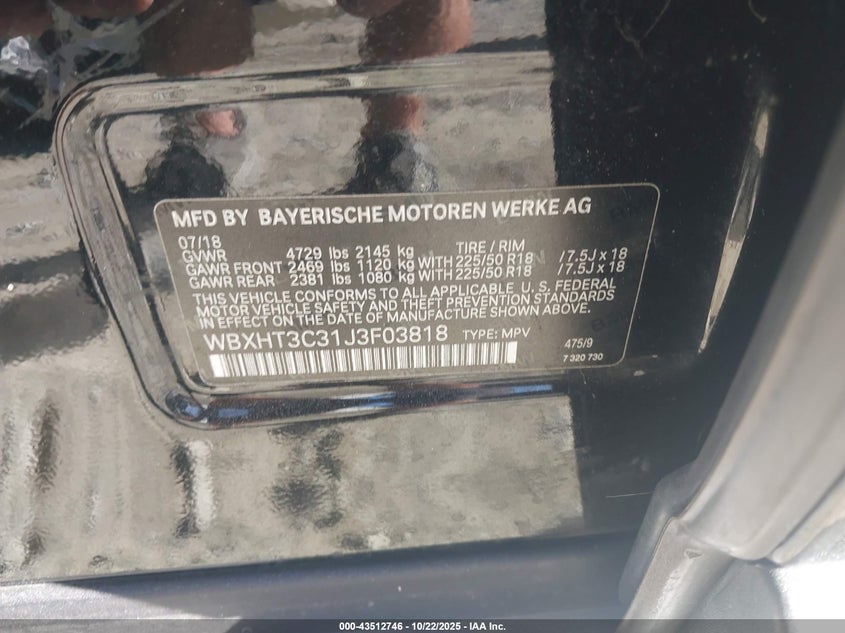 MFD BY BAYERISCHE MOTOREN WERKE AG
07/18
GVWR 4729 lbs 2145 kg TIRE / RIM
GAWR FRONT 2469 lbs 1120 kg WITH 225/50 R18 /7.5J x 18
GAWR REAR 2381 lbs 1080 kg WITH 225/50 R18 /7.5J x 18
THIS VEHICLE CONFORMS TO ALL APPLICABLE U.S. FEDERAL
MOTOR VEHICLE SAFETY AND THEFT PREVENTION STANDARDS
IN EFFECT ON THE DATE OF MANUFACTURE SHOWN ABOVE.
WBXHT3C31J3F03818 TYPE: MPV
475/9
7 320 730
000-43512746 | 10/22/2025 | IAA Inc.